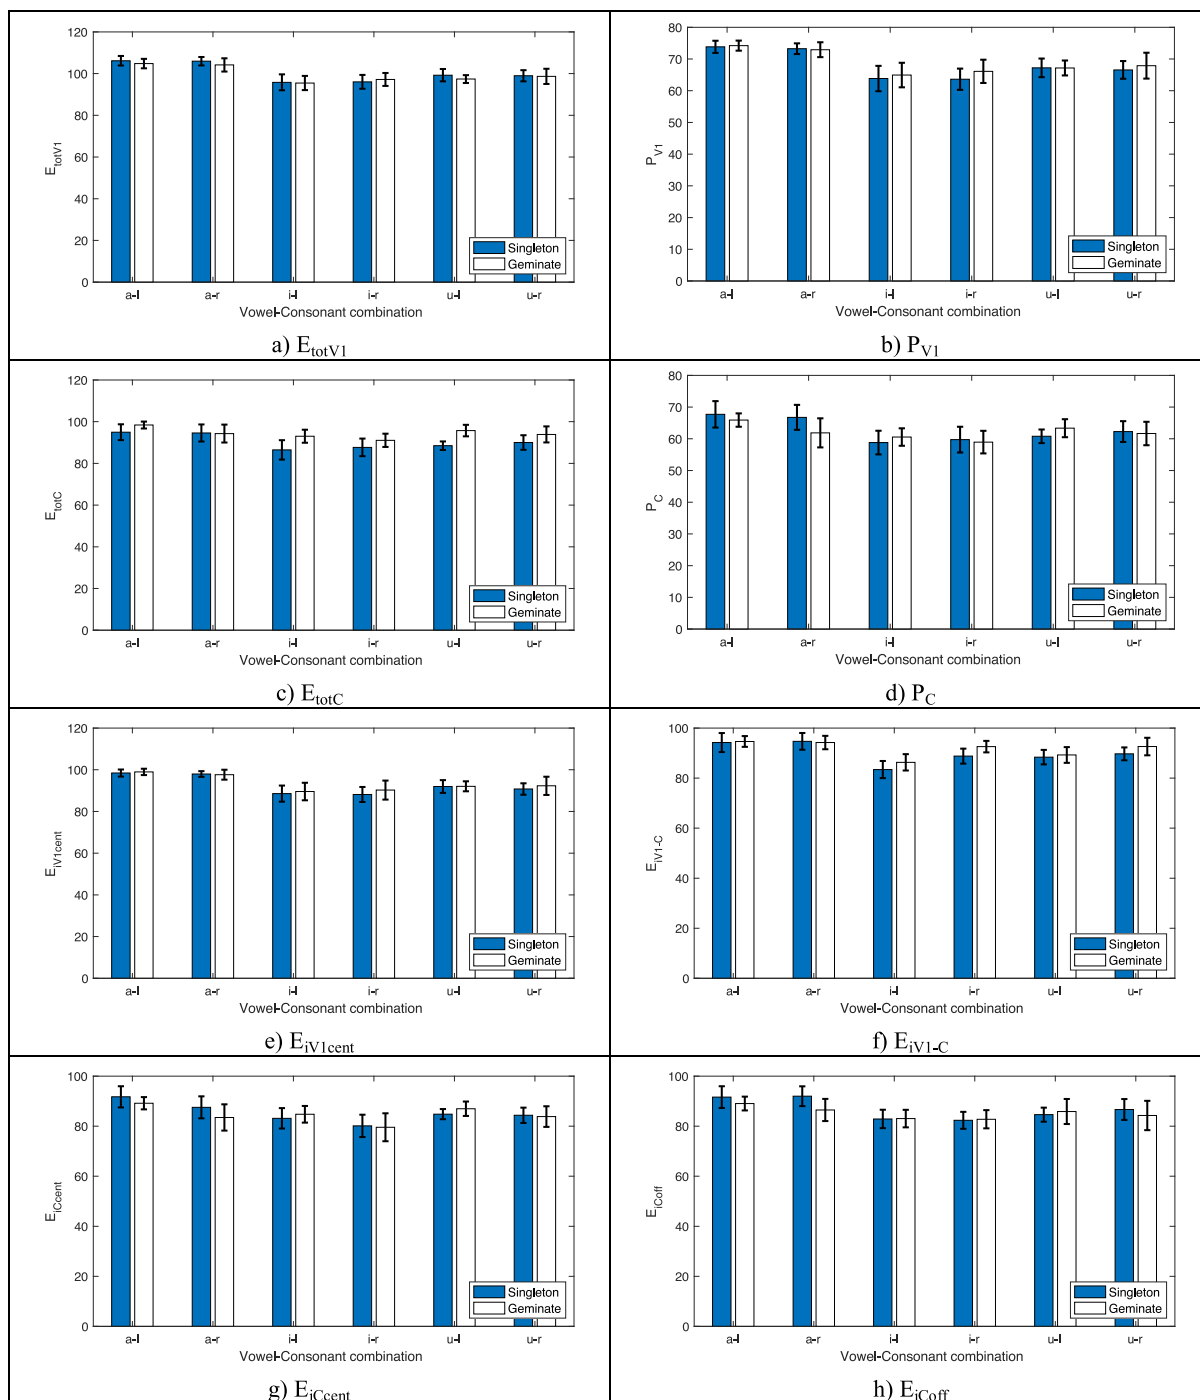 120
100
80
60
40
20
0
E_totV1
Singleton
Geminate
a-l a-r i-l i-r u-l u-r
Vowel-Consonant combination
a) E_totV1
80
70
60
50
40
30
20
10
0
P_V1
Singleton
Geminate
a-l a-r i-l i-r u-l u-r
Vowel-Consonant combination
b) P_V1
120
100
80
60
40
20
0
E_totC
Singleton
Geminate
a-l a-r i-l i-r u-l u-r
Vowel-Consonant combination
c) E_totC
80
70
60
50
40
30
20
10
0
P_C
Singleton
Geminate
a-l a-r i-l i-r u-l u-r
Vowel-Consonant combination
d) P_C
120
100
80
60
40
20
0
E_iV1cent
Singleton
Geminate
a-l a-r i-l i-r u-l u-r
Vowel-Consonant combination
e) E_iV1cent
100
80
60
40
20
0
E_iV1-C
Singleton
Geminate
a-l a-r i-l i-r u-l u-r
Vowel-Consonant combination
f) E_iV1-C
100
80
60
40
20
0
E_iCcent
Singleton
Geminate
a-l a-r i-l i-r u-l u-r
Vowel-Consonant combination
g) E_iCcent
100
80
60
40
20
0
E_iCoff
Singleton
Geminate
a-l a-r i-l i-r u-l u-r
Vowel-Consonant combination
h) E_iCoff